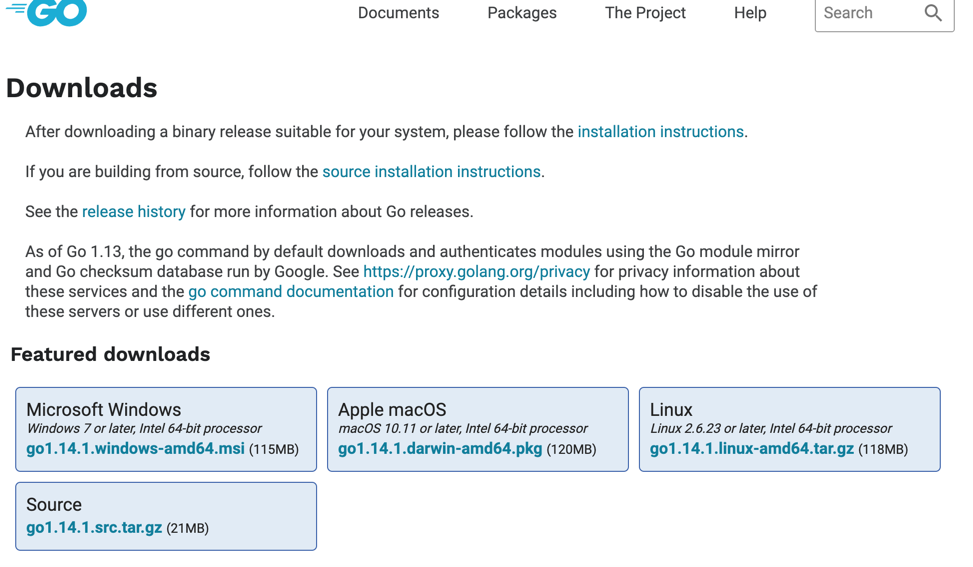 GO
Documents Packages The Project Help Search
Downloads
After downloading a binary release suitable for your system, please follow the installation instructions.
If you are building from source, follow the source installation instructions.
See the release history for more information about Go releases.
As of Go 1.13, the go command by default downloads and authenticates modules using the Go module mirror
and Go checksum database run by Google. See https://proxy.golang.org/privacy for privacy information about
these services and the go command documentation for configuration details including how to disable the use of
these servers or use different ones.
Featured downloads
Microsoft Windows
Windows 7 or later, Intel 64-bit processor
go1.14.1.windows-amd64.msi (115MB)
Apple macOS
macOS 10.11 or later, Intel 64-bit processor
go1.14.1.darwin-amd64.pkg (120MB)
Linux
Linux 2.6.23 or later, Intel 64-bit processor
go1.14.1.linux-amd64.tar.gz (118MB)
Source
go1.14.1.src.tar.gz (21MB)